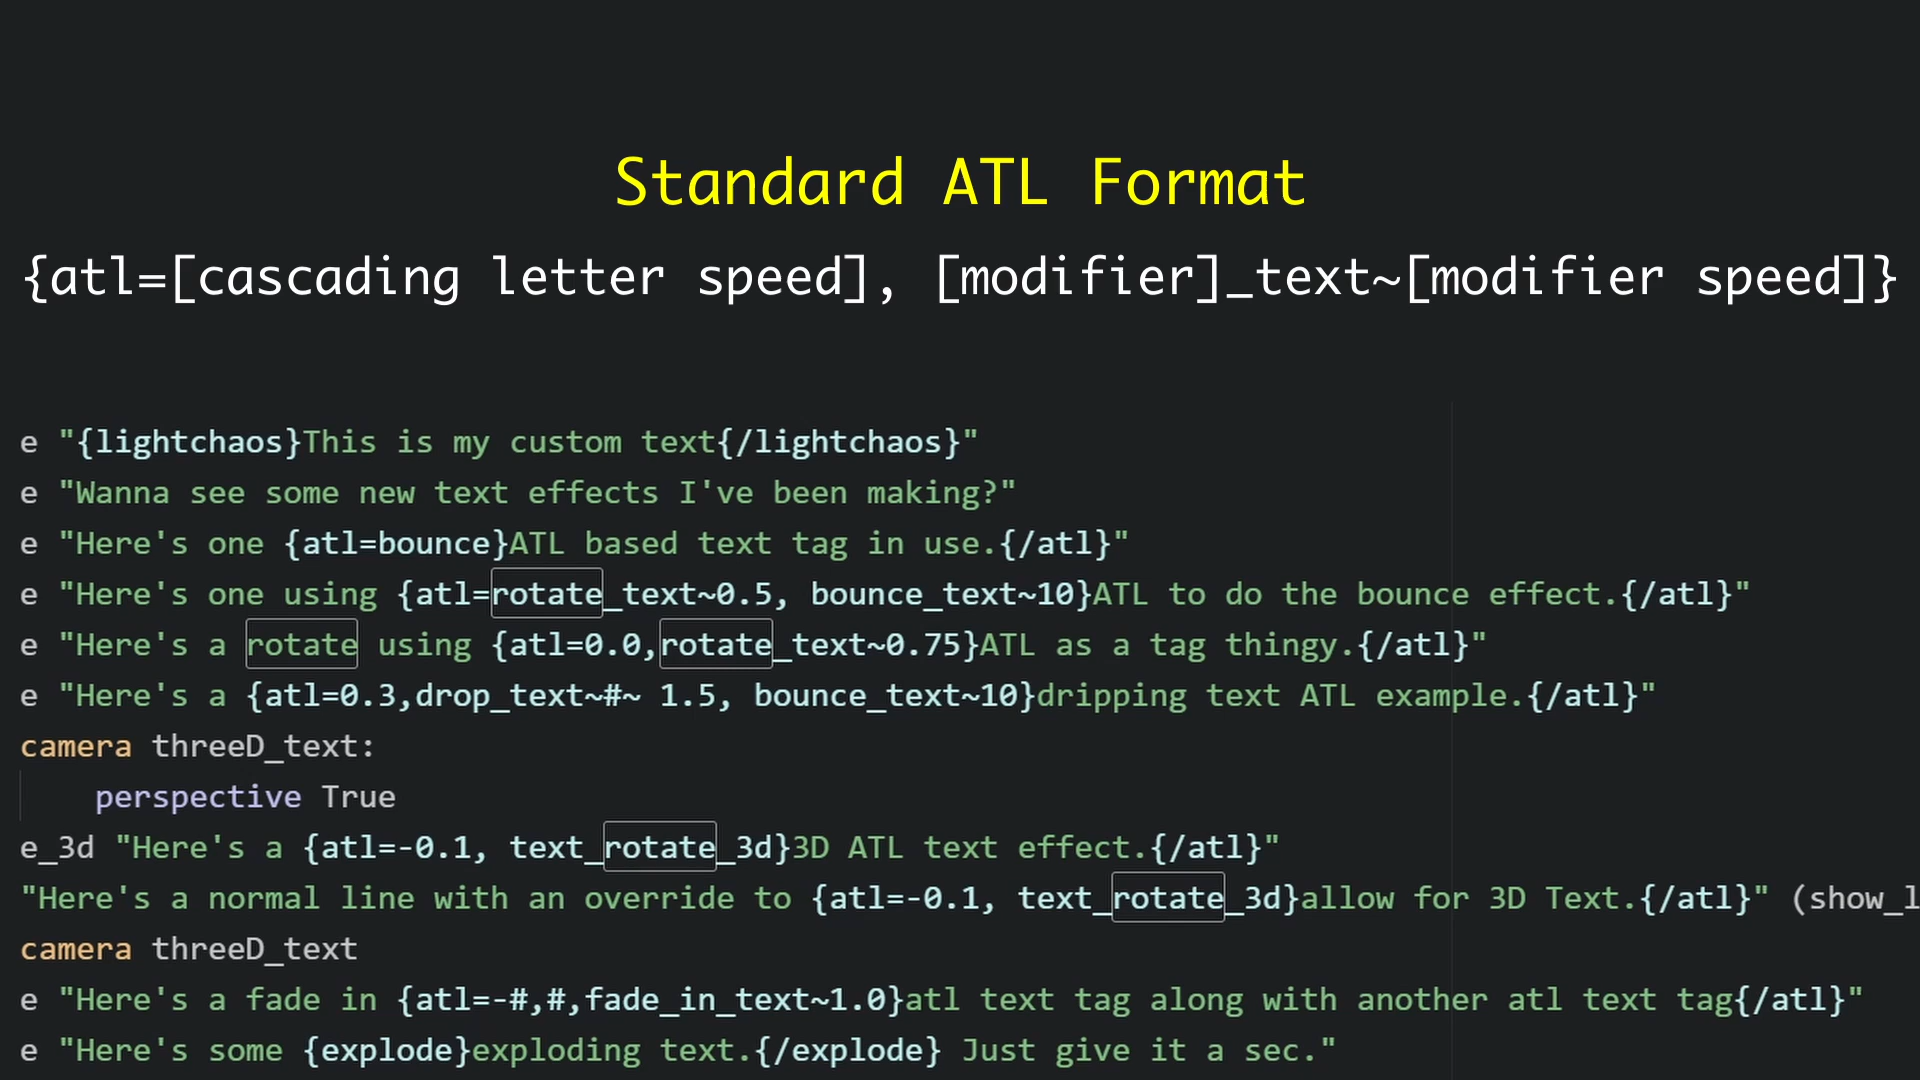 Standard ATL Format
{atl=[cascading letter speed], [modifier]_text~[modifier speed]}
e "{lightchaos}This is my custom text{/lightchaos}"
e "Wanna see some new text effects I've been making?"
e "Here's one {atl=bounce}ATL based text tag in use.{/atl}"
e "Here's one using {atl=rotate_text~0.5, bounce_text~10}ATL to do the bounce effect.{/atl}"
e "Here's a rotate using {atl=0.0,rotate_text~0.75}ATL as a tag thingy.{/atl}"
e "Here's a {atl=0.3,drop_text~#~ 1.5, bounce_text~10}dripping text ATL example.{/atl}"
camera threeD_text:
perspective True
e_3d "Here's a {atl=-0.1, text_rotate_3d}3D ATL text effect.{/atl}"
"Here's a normal line with an override to {atl=-0.1, text_rotate_3d}allow for 3D Text.{/atl}" (show_l
camera threeD_text
e "Here's a fade in {atl=-#,#,fade_in_text~1.0}atl text tag along with another atl text tag{/atl}"
e "Here's some {explode}exploding text.{/explode} Just give it a sec."